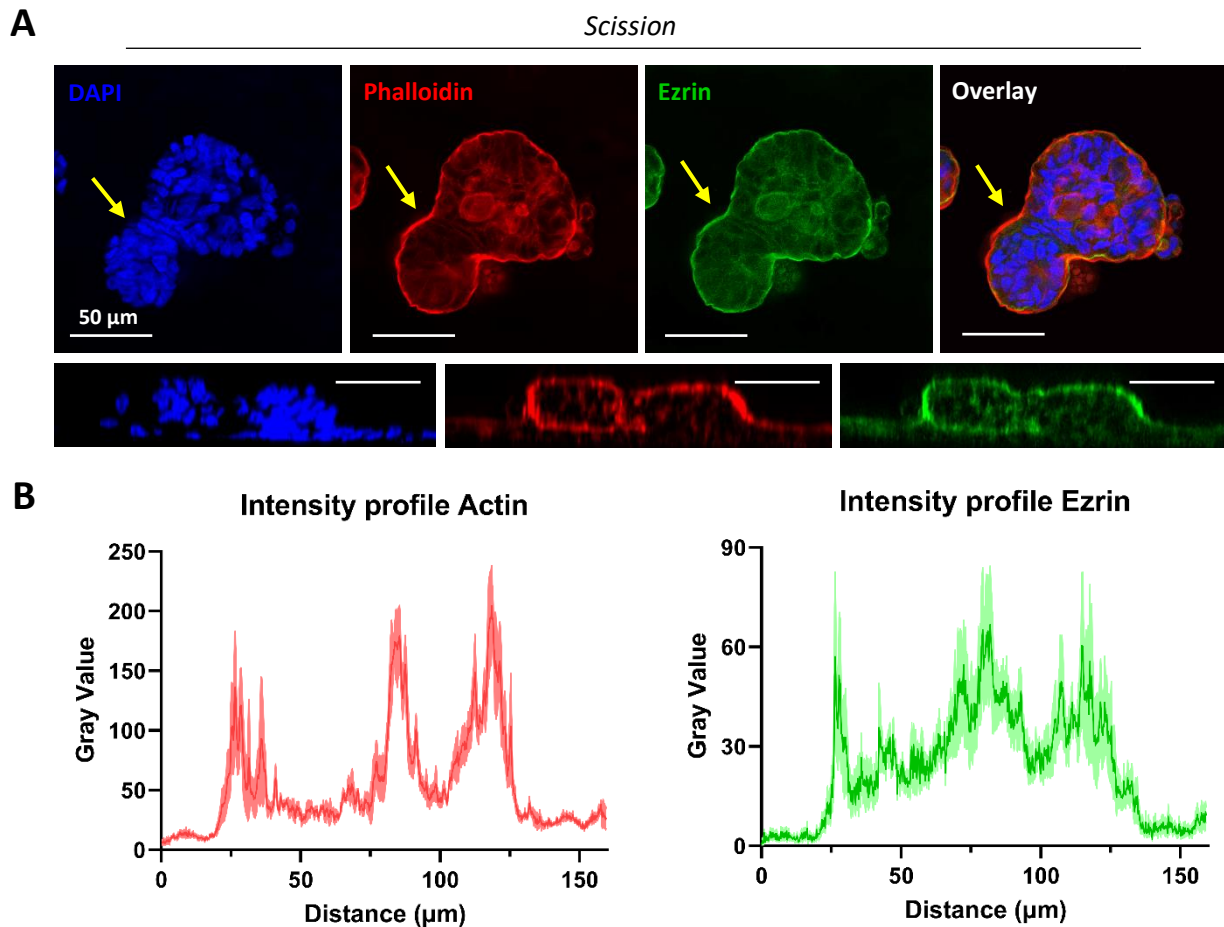 A
Scission
DAPI
Phalloidin
Ezrin
Overlay
50 µm
B
Intensity profile Actin
250
200
150
100
50
0
Gray Value
0
50
100
150
Distance (µm)
Intensity profile Ezrin
90
60
30
0
Gray Value
0
50
100
150
Distance (µm)